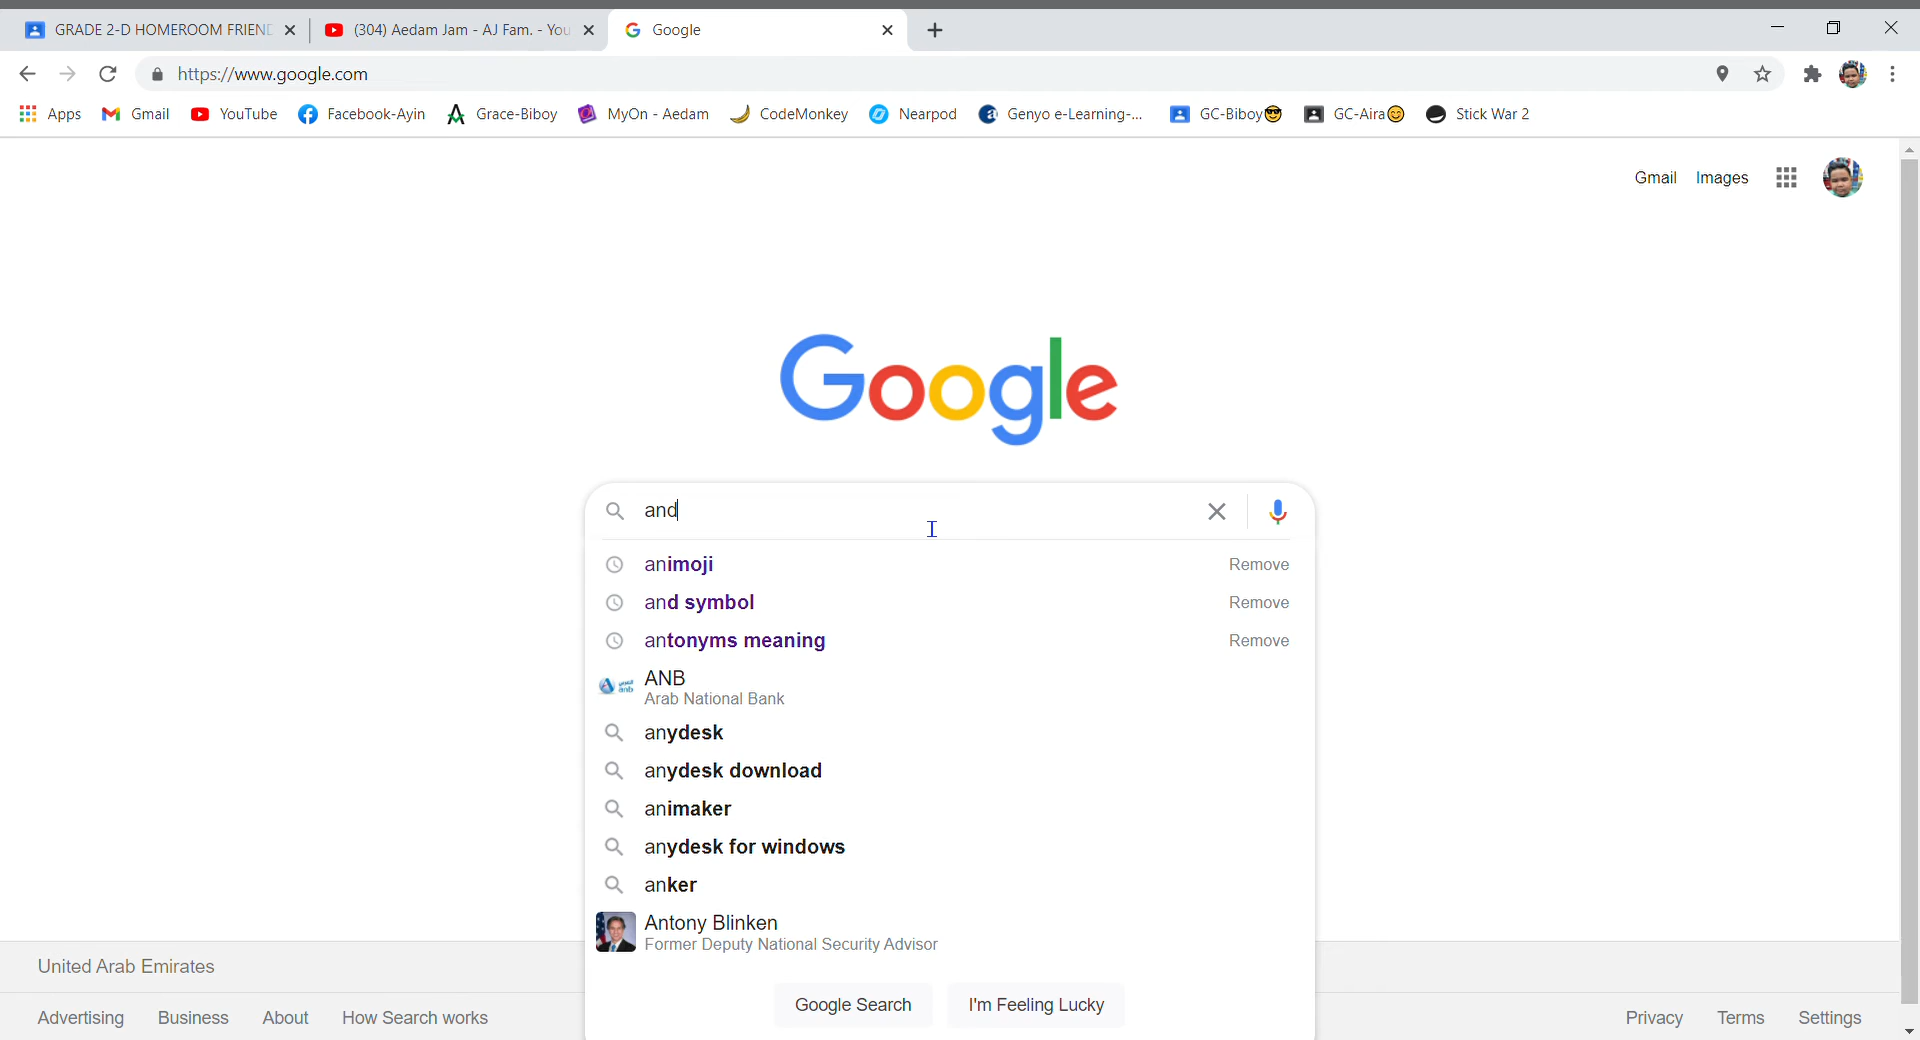 GRADE 2-D HOMEROOM FRIEND
(304) Aedam Jam - AJ Fam. - You
Google
https://www.google.com
Apps
Gmail
YouTube
Facebook-Ayin
Grace-Biboy
MyOn - Aedam
CodeMonkey
Nearpod
Genyo e-Learning-...
GC-Biboy😎
GC-Aira😊
Stick War 2
Gmail Images
Google
and
animoji Remove
and symbol Remove
antonyms meaning Remove
ANB
Arab National Bank
anydesk
anydesk download
animaker
anydesk for windows
anker
Antony Blinken
Former Deputy National Security Advisor
Google Search I'm Feeling Lucky
United Arab Emirates
Advertising Business About How Search works Privacy Terms Settings